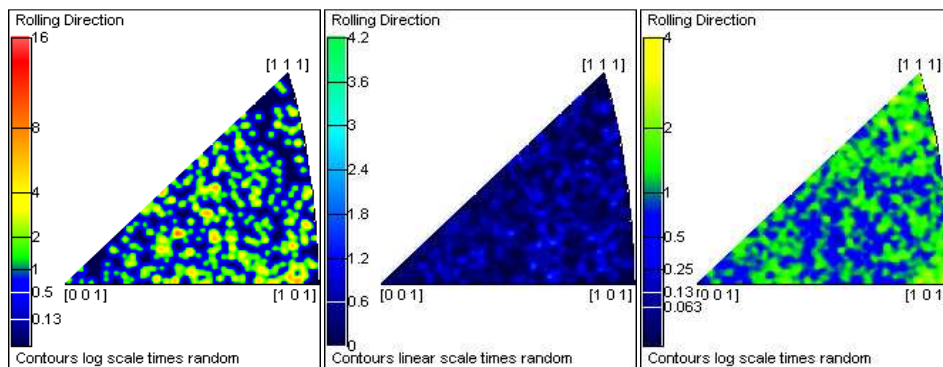 Rolling Direction
16
8
4
2
1
0.5
0.13
[1 1 1]
[0 0 1]
[1 0 1]
Contours log scale times random
Rolling Direction
4.2
3.6
3
2.4
1.8
1.2
0.6
0
[1 1 1]
[0 0 1]
[1 0 1]
Contours linear scale times random
Rolling Direction
4
2
1
0.5
0.25
0.13
0.063
[1 1 1]
[0 0 1]
[1 0 1]
Contours log scale times random